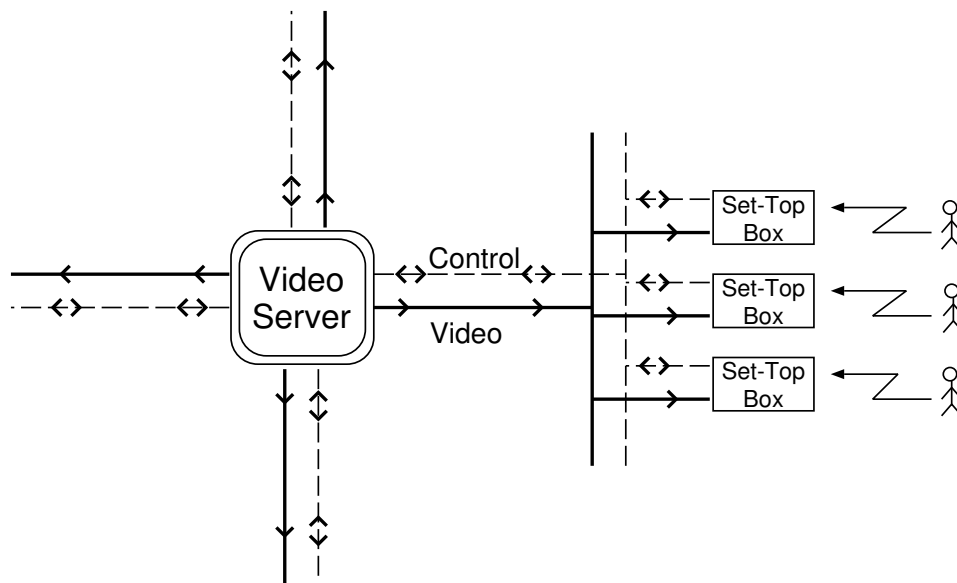 Set-Top
Box
Control
Video
Server
Set-Top
Box
Video
Set-Top
Box